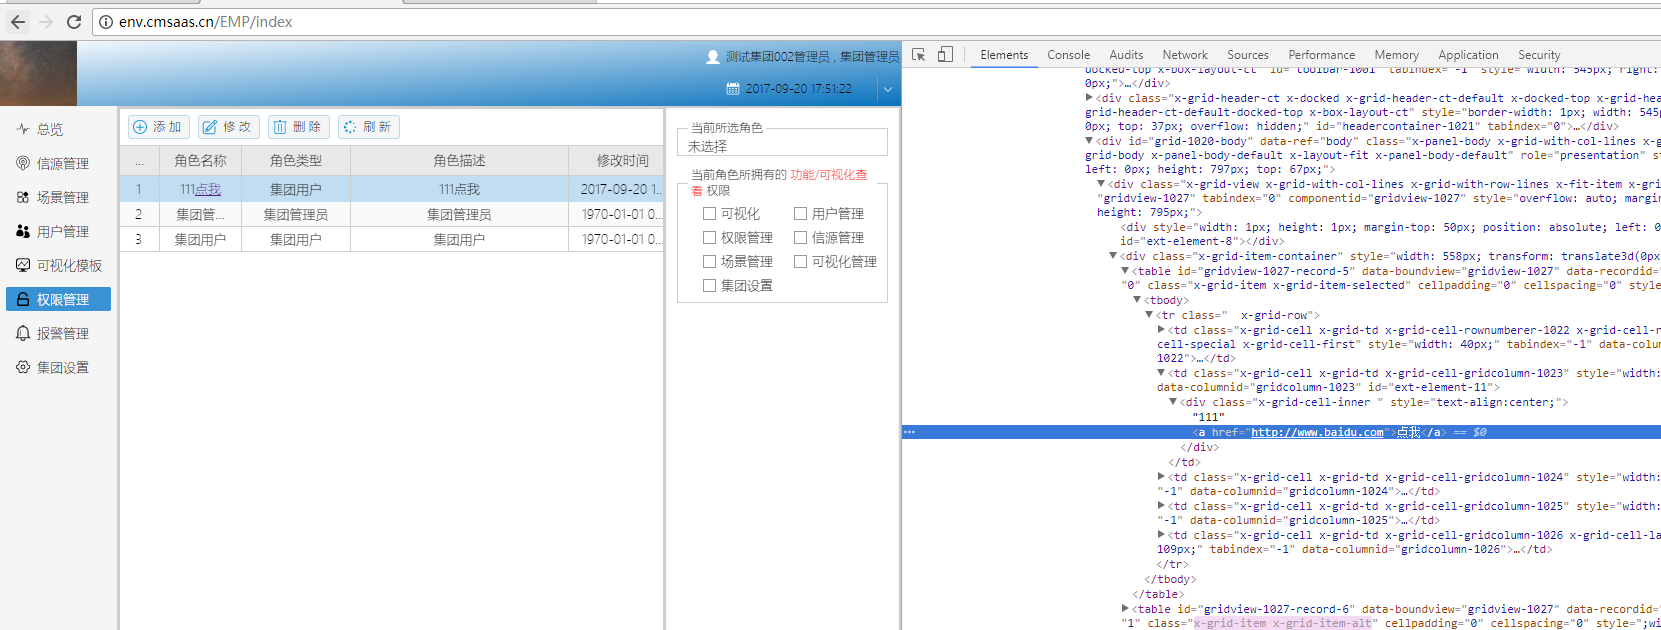 env.cmsaas.cn/EMP/index
测试集团002管理员 , 集团管理员
2017-09-20 17:51:22
总览
信源管理
场景管理
用户管理
可视化模板
权限管理
报警管理
集团设置
添 加 修 改 删 除 刷 新
... 角色名称 角色类型 角色描述 修改时间
1 111点我 集团用户 111点我 2017-09-20 1...
2 集团管... 集团管理员 集团管理员 1970-01-01 0...
3 集团用户 集团用户 集团用户 1970-01-01 0...
当前所选角色
未选择
当前角色所拥有的 功能/可视化查
看 权限
可视化 用户管理
权限管理 信源管理
场景管理 可视化管理
集团设置
Elements Console Audits Network Sources Performance Memory Application Security
docked-top x-box-layout-ct" id="toolbar-1001" tabindex="-1" style="width: 545px; right:
0px;">…</div>
<div class="x-grid-header-ct x-docked x-grid-header-ct-default x-docked-top x-grid-hea
grid-header-ct-default-docked-top x-box-layout-ct" style="border-width: 1px; width: 545p
0px; top: 37px; overflow: hidden;" id="headercontainer-1021" tabindex="0">…</div>
<div id="grid-1020-body" data-ref="body" class="x-panel-body x-grid-with-col-lines x-g
grid-body x-panel-body-default x-layout-fit x-panel-body-default" role="presentation" st
left: 0px; height: 797px; top: 67px;">
<div class="x-grid-view x-grid-with-col-lines x-grid-with-row-lines x-fit-item x-gri
"gridview-1027" tabindex="0" componentid="gridview-1027" style="overflow: auto; margin
height: 795px;">
<div style="width: 1px; height: 1px; margin-top: 50px; position: absolute; left: 0
id="ext-element-8"></div>
<div class="x-grid-item-container" style="width: 558px; transform: translate3d(0px
<table id="gridview-1027-record-5" data-boundview="gridview-1027" data-recordid=
"0" class="x-grid-item x-grid-item-selected" cellpadding="0" cellspacing="0" style
<tbody>
<tr class="  x-grid-row">
<td class="x-grid-cell x-grid-td x-grid-cell-rownumberer-1022 x-grid-cell-r
cell-special x-grid-cell-first" style="width: 40px;" tabindex="-1" data-colum
1022">…</td>
<td class="x-grid-cell x-grid-td x-grid-cell-gridcolumn-1023" style="width:
data-columnid="gridcolumn-1023" id="ext-element-11">
<div class="x-grid-cell-inner " style="text-align:center;">
"111"
<a href="http://www.baidu.com">点我</a> == $0
</div>
</td>
<td class="x-grid-cell x-grid-td x-grid-cell-gridcolumn-1024" style="width:
"-1" data-columnid="gridcolumn-1024">…</td>
<td class="x-grid-cell x-grid-td x-grid-cell-gridcolumn-1025" style="width:
"-1" data-columnid="gridcolumn-1025">…</td>
<td class="x-grid-cell x-grid-td x-grid-cell-gridcolumn-1026 x-grid-cell-la
109px;" tabindex="-1" data-columnid="gridcolumn-1026">…</td>
</tr>
</tbody>
</table>
<table id="gridview-1027-record-6" data-boundview="gridview-1027" data-recordid=
"1" class="x-grid-item x-grid-item-alt" cellpadding="0" cellspacing="0" style=";wi